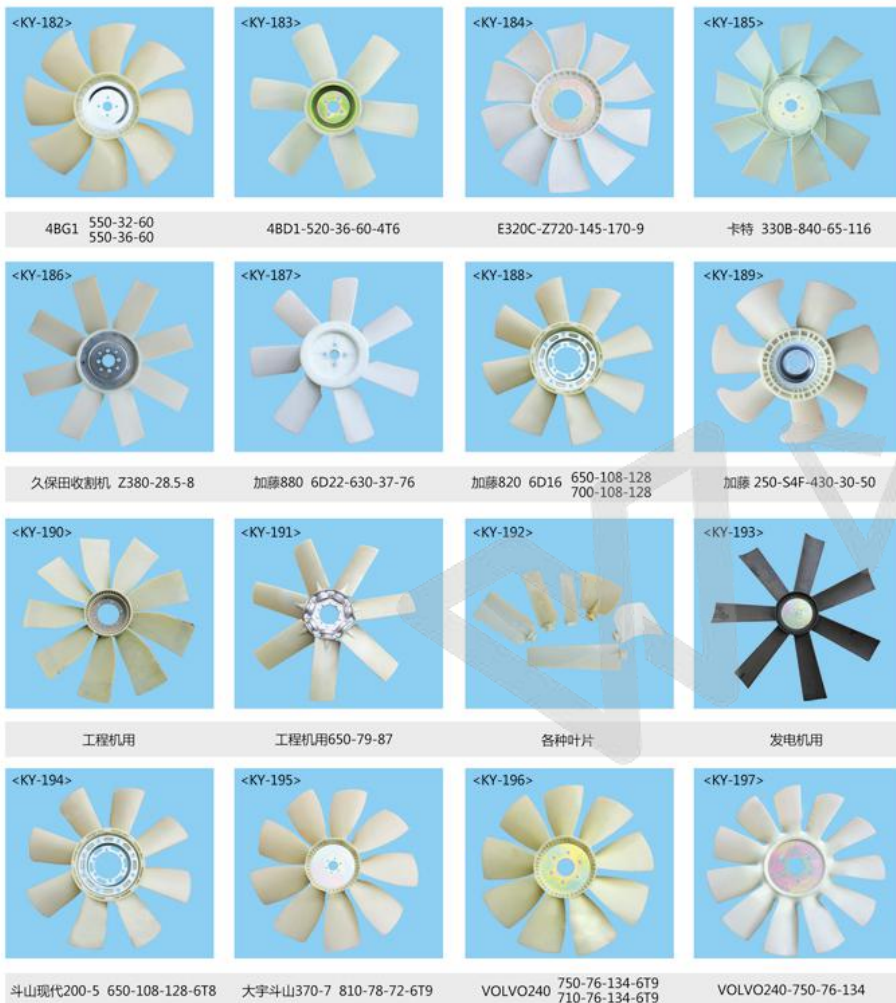 <KY-182>
<KY-183>
<KY-184>
<KY-185>
4BG1 550-32-60
550-36-60
4BD1-520-36-60-4T6
E320C-Z720-145-170-9
卡特 330B-840-65-116
<KY-186>
<KY-187>
<KY-188>
<KY-189>
久保田收割机 Z380-28.5-8
加藤880 6D22-630-37-76
加藤820 6D16 650-108-128
700-108-128
加藤 250-S4F-430-30-50
<KY-190>
<KY-191>
<KY-192>
<KY-193>
工程机用
工程机用650-79-87
各种叶片
发电机用
<KY-194>
<KY-195>
<KY-196>
<KY-197>
斗山现代200-5 650-108-128-6T8
大宇斗山370-7 810-78-72-6T9
VOLVO240 750-76-134-6T9
710-76-134-6T9
VOLVO240-750-76-134